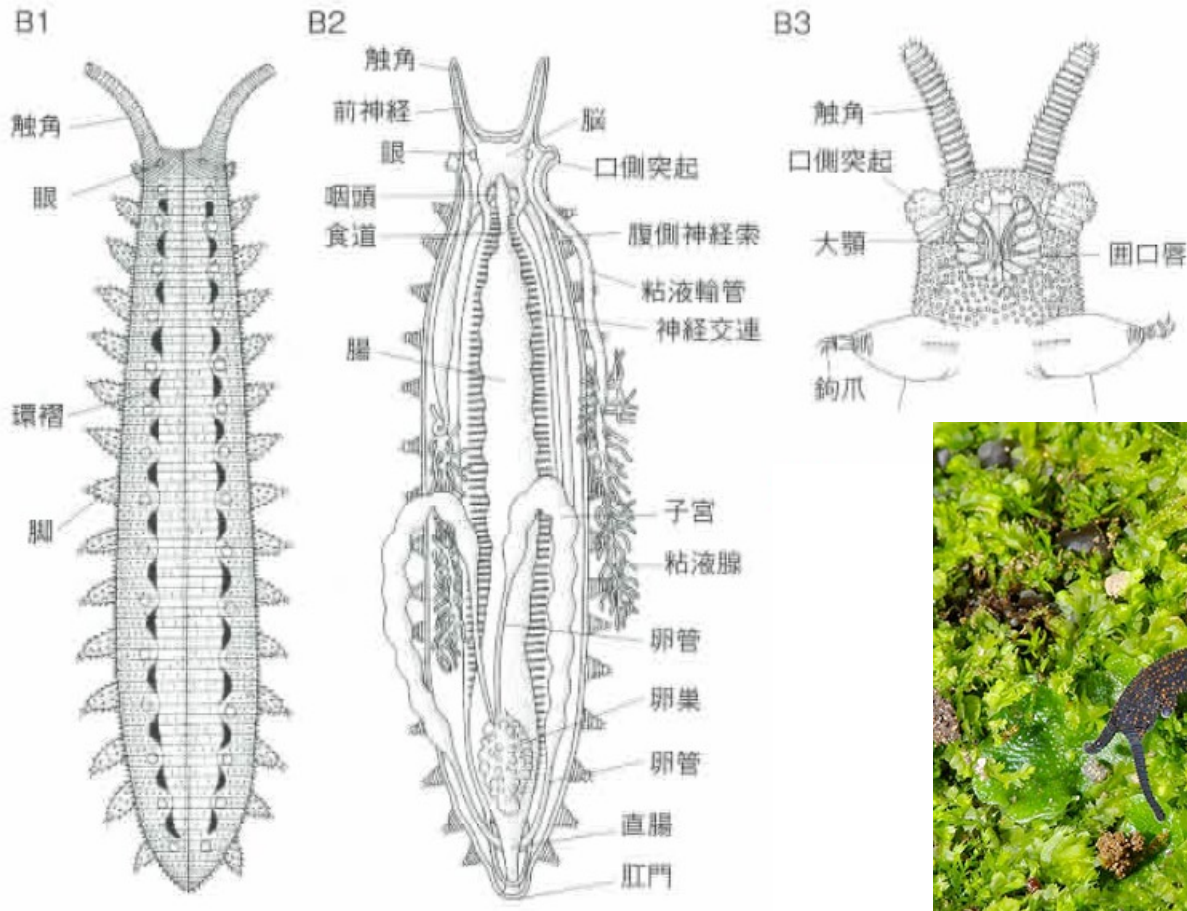 B1
触角
眼
環褶
脚
B2
触角
前神経
眼
咽頭
食道
腸
脳
口側突起
腹側神経索
粘液輸管
神経交連
子宮
粘液腺
卵管
卵巣
卵管
直腸
肛門
B3
触角
口側突起
大顎
囲口唇
鉤爪